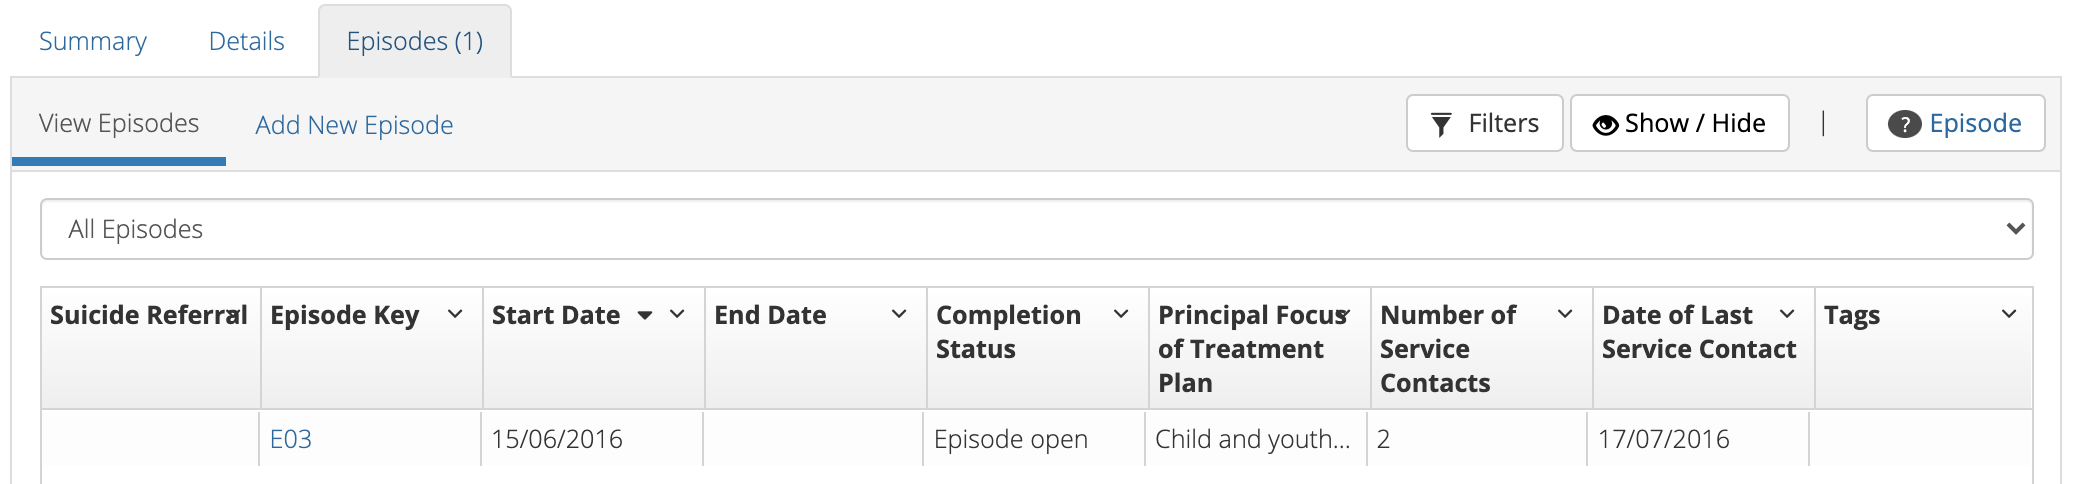 Summary Details Episodes (1)
View Episodes Add New Episode Filters Show / Hide | ? Episode
All Episodes
Suicide Referral Episode Key Start Date End Date Completion Principal Focus Number of Date of Last Tags
Status of Treatment Service Service Contact
Plan Contacts
E03 15/06/2016 Episode open Child and youth... 2 17/07/2016